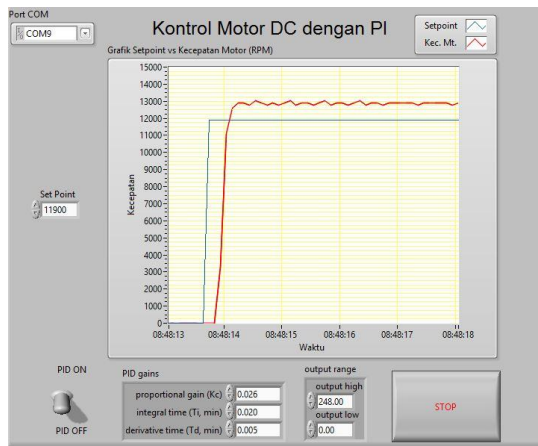 Port COM
COM9
Kontrol Motor DC dengan PI
Setpoint
Kec. Mt.
Grafik Setpoint vs Kecepatan Motor (RPM)
15000
14000
13000
12000
11000
10000
9000
8000
7000
6000
5000
4000
3000
2000
1000
0
Kecepatan
08:48:13
08:48:14
08:48:15
08:48:16
08:48:17
08:48:18
Waktu
Set Point
11900
PID ON
PID OFF
PID gains
proportional gain (Kc)
0.026
integral time (Ti, min)
0.020
derivative time (Td, min)
0.005
output range
output high
248.00
output low
0.00
STOP